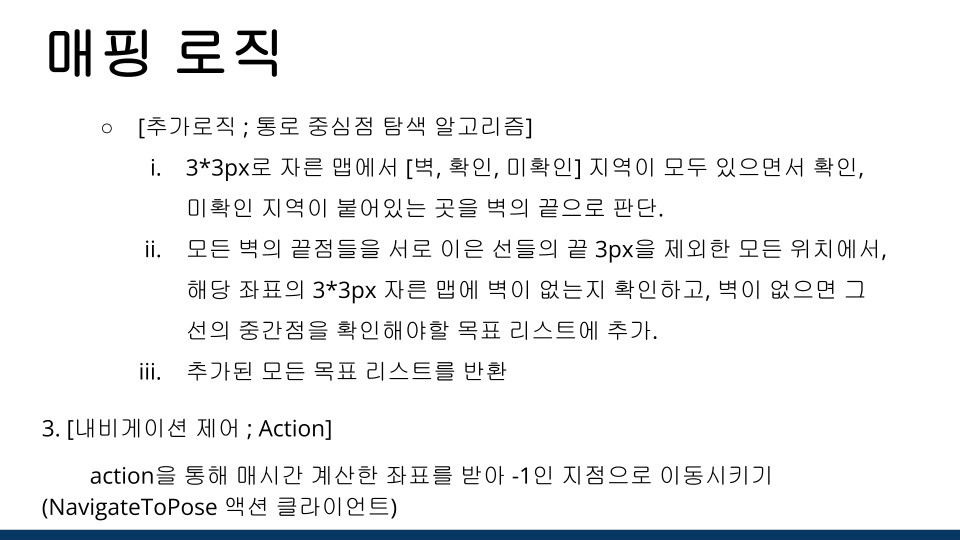 매핑 로직
○ [추가로직 ; 통로 중심점 탐색 알고리즘]
i. 3*3px로 자른 맵에서 [벽, 확인, 미확인] 지역이 모두 있으면서 확인,
미확인 지역이 붙어있는 곳을 벽의 끝으로 판단.
ii. 모든 벽의 끝점들을 서로 이은 선들의 끝 3px을 제외한 모든 위치에서,
해당 좌표의 3*3px 자른 맵에 벽이 없는지 확인하고, 벽이 없으면 그
선의 중간점을 확인해야할 목표 리스트에 추가.
iii. 추가된 모든 목표 리스트를 반환
3. [내비게이션 제어 ; Action]
action을 통해 매시간 계산한 좌표를 받아 -1인 지점으로 이동시키기
(NavigateToPose 액션 클라이언트)